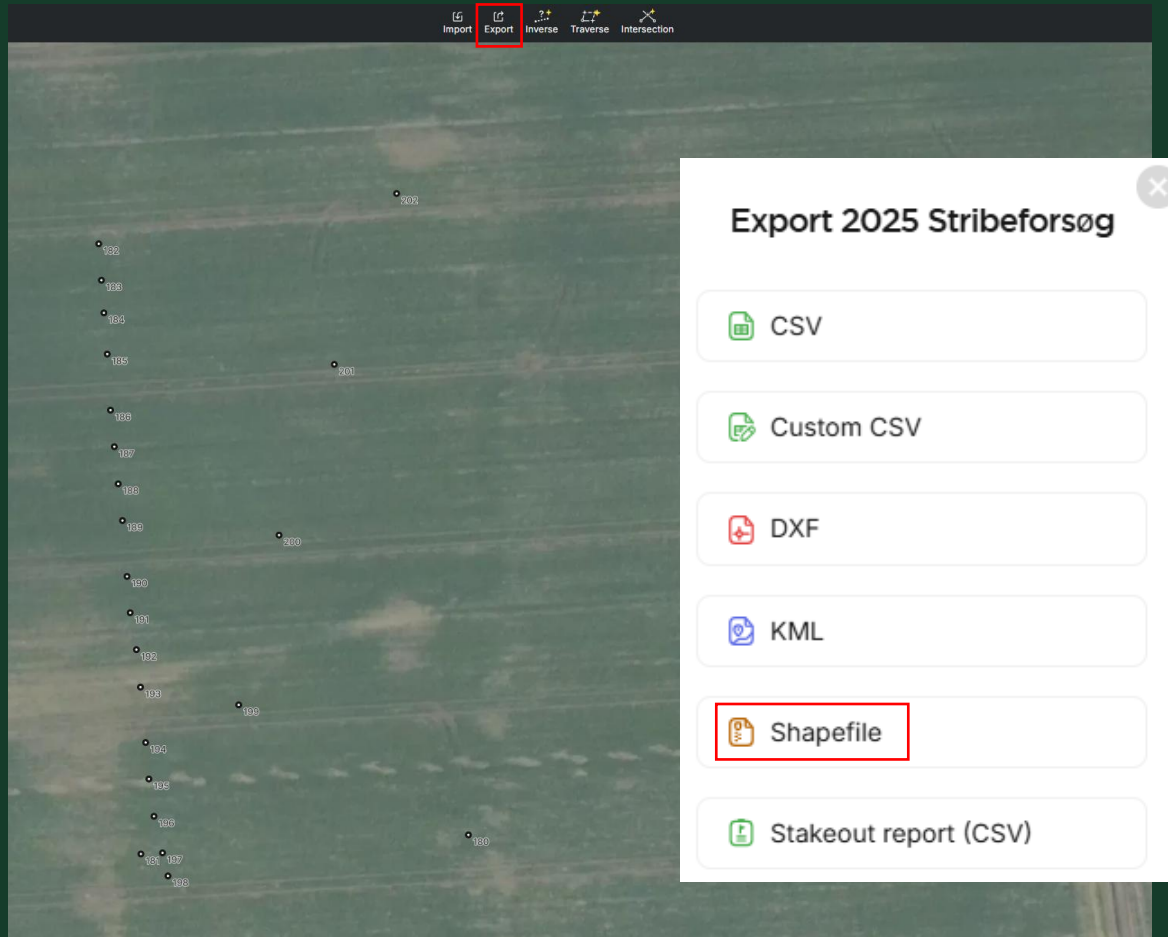 Import Export Inverse Traverse Intersection
Export 2025 Stribeforsøg
CSV
Custom CSV
DXF
KML
Shapefile
Stakeout report (CSV)
202
182
183
184
185
201
186
187
188
189
200
190
191
192
193
199
194
195
196
180
181 197
198